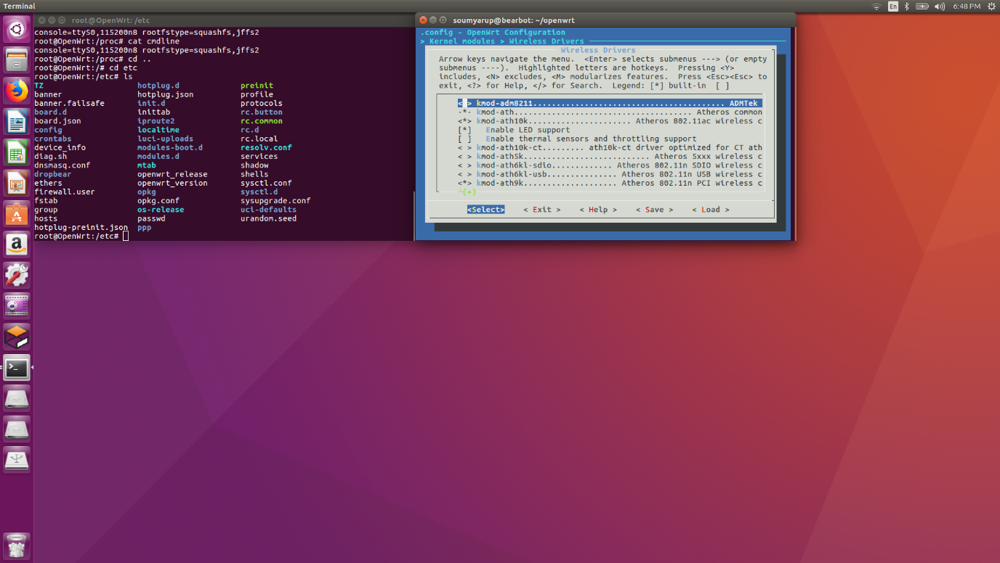 Terminal
En
6:48 PM
root@OpenWrt: /etc
console=ttyS0,115200n8 rootfstype=squashfs,jffs2
root@OpenWrt:/proc# cat cmdline
console=ttyS0,115200n8 rootfstype=squashfs,jffs2
root@OpenWrt:/proc# cd ..
root@OpenWrt:/# cd etc
root@OpenWrt:/etc# ls
TZ hotplug.d preinit
banner hotplug.json profile
banner.failsafe init.d protocols
board.d inittab rc.button
board.json iproute2 rc.common
config localtime rc.d
crontabs luci-uploads rc.local
device_info modules-boot.d resolv.conf
diag.sh modules.d services
dnsmasq.conf mtab shadow
dropbear openwrt_release shells
ethers openwrt_version sysctl.conf
firewall.user opkg sysctl.d
fstab opkg.conf sysupgrade.conf
group os-release uci-defaults
hosts passwd urandom.seed
hotplug-preinit.json ppp
root@OpenWrt:/etc#
soumyarup@bearbot: ~/openwrt
.config - OpenWrt Configuration
> Kernel modules > Wireless Drivers
Wireless Drivers
Arrow keys navigate the menu. <Enter> selects submenus ---> (or empty
submenus ----). Highlighted letters are hotkeys. Pressing <Y>
includes, <N> excludes, <M> modularizes features. Press <Esc><Esc> to
exit, <?> for Help, </> for Search. Legend: [*] built-in [ ]
< > kmod-adm8211......................................... ADMTek
-*- kmod-ath...................................... Atheros common
<*> kmod-ath10k...................... Atheros 802.11ac wireless c
[*] Enable LED support
[ ] Enable thermal sensors and throttling support
< > kmod-ath10k-ct......... ath10k-ct driver optimized for CT ath
< > kmod-ath5k........................... Atheros 5xxx wireless c
< > kmod-ath6kl-sdio............. Atheros 802.11n SDIO wireless c
< > kmod-ath6kl-usb............... Atheros 802.11n USB wireless c
<*> kmod-ath9k.................... Atheros 802.11n PCI wireless c
(+)
<Select> < Exit > < Help > < Save > < Load >